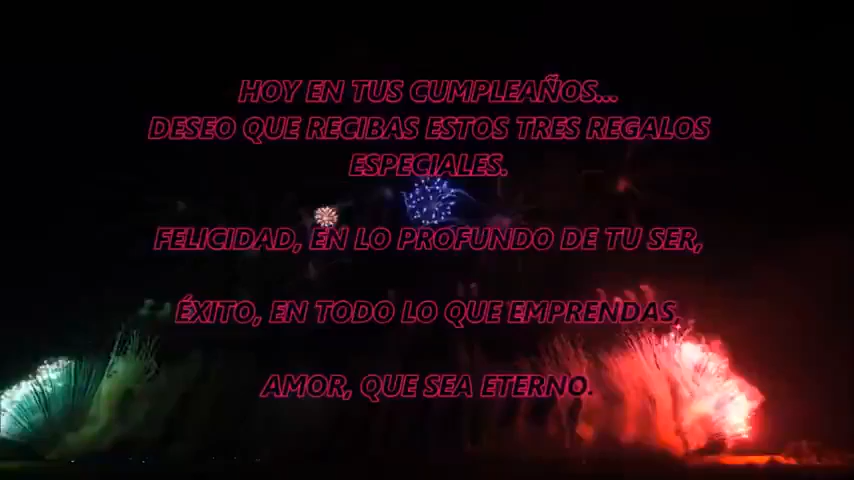 HOY EN TUS CUMPLEAÑOS...
DESEO QUE RECIBAS ESTOS TRES REGALOS
ESPECIALES.
FELICIDAD, EN LO PROFUNDO DE TU SER,
ÉXITO, EN TODO LO QUE EMPRENDAS,
AMOR, QUE SEA ETERNO.